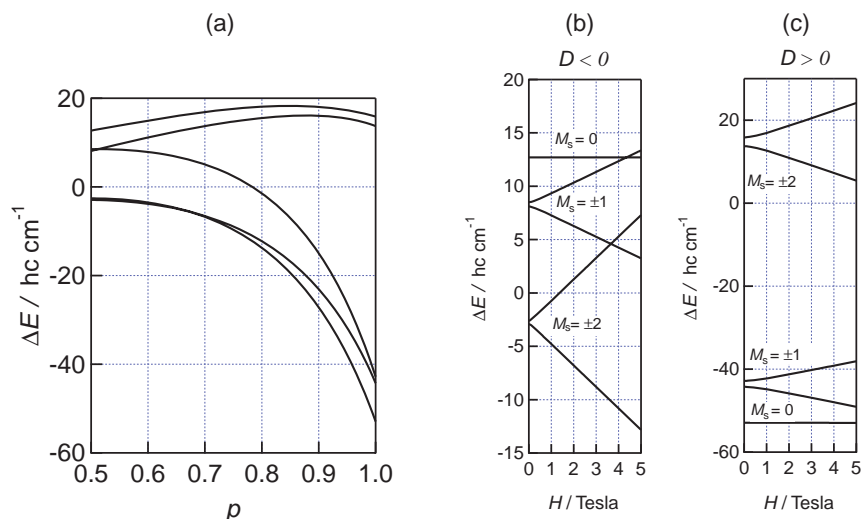 (a)
20
0
-20
-40
-60
ΔE / hc cm⁻¹
0.5 0.6 0.7 0.8 0.9 1.0
p
(b)
D < 0
20
15
10
5
0
-5
-10
-15
ΔE / hc cm⁻¹
Ms = 0
Ms = ±1
Ms = ±2
0 1 2 3 4 5
H / Tesla
(c)
D > 0
20
0
-20
-40
-60
ΔE / hc cm⁻¹
Ms = ±2
Ms = ±1
Ms = 0
0 1 2 3 4 5
H / Tesla